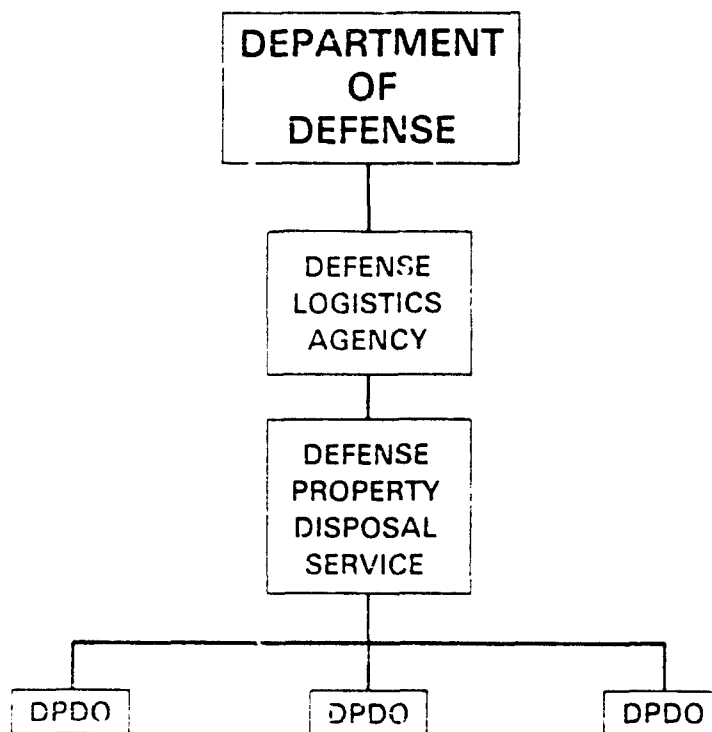 DEPARTMENT
OF
DEFENSE
DEFENSE
LOGISTICS
AGENCY
DEFENSE
PROPERTY
DISPOSAL
SERVICE
DPDO DPDO DPDO